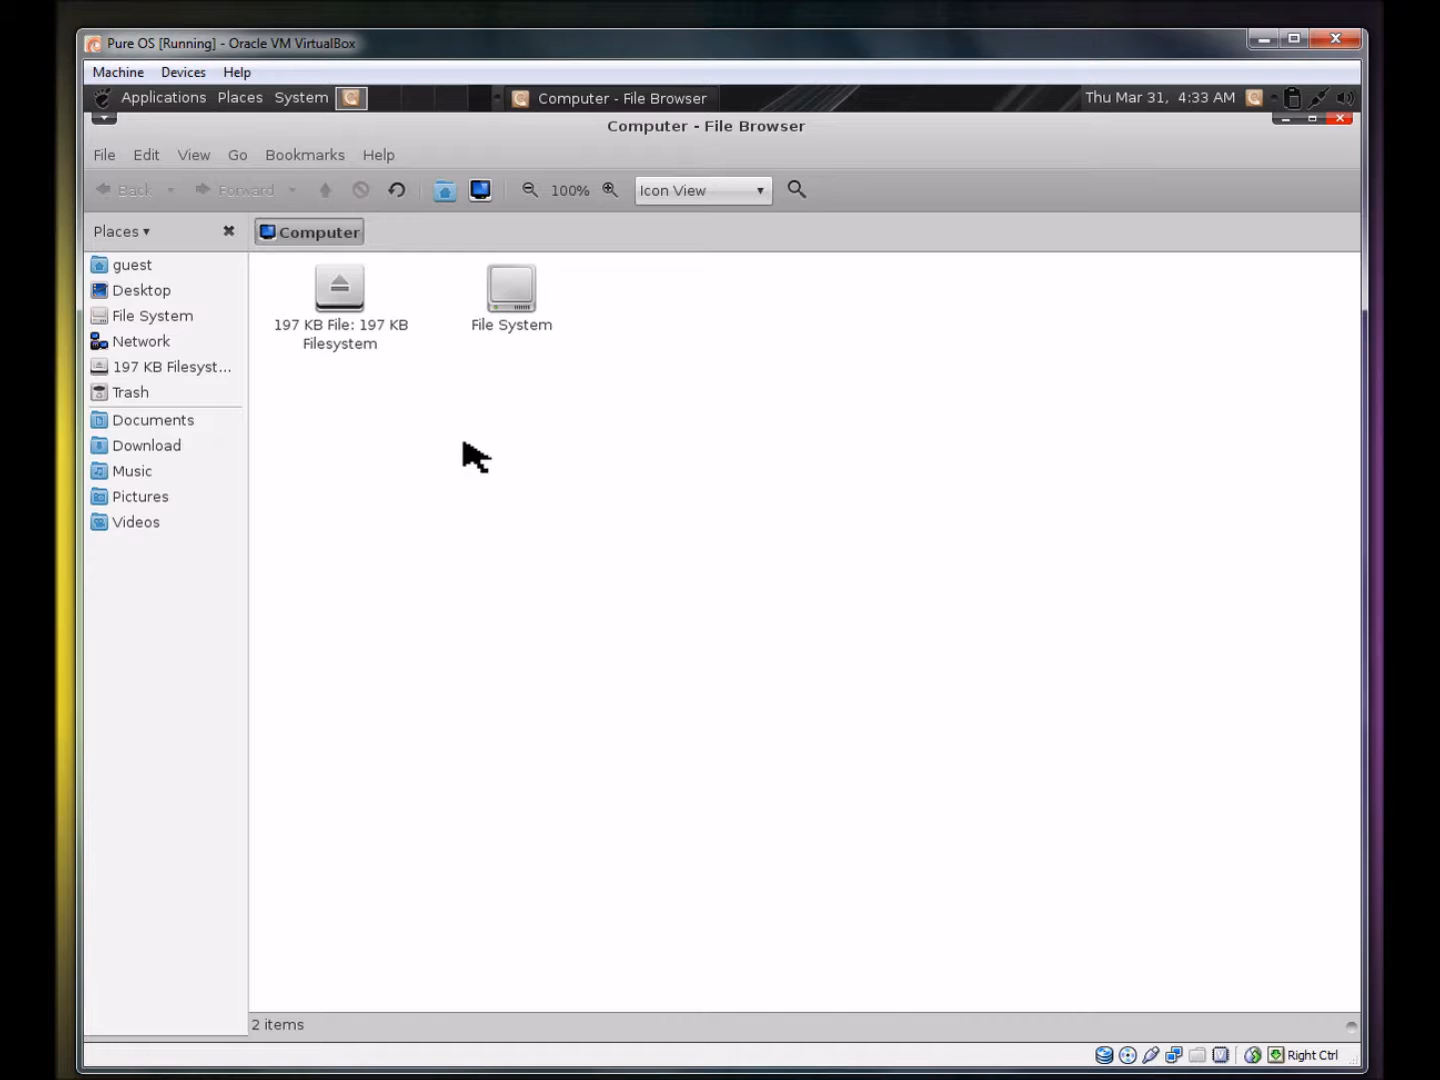 Pure OS [Running] - Oracle VM VirtualBox
Machine Devices Help
Applications Places System Computer - File Browser Thu Mar 31, 4:33 AM
Computer - File Browser
File Edit View Go Bookmarks Help
Back Forward 100% Icon View
Places Computer
guest
Desktop
File System
Network
197 KB Filesyst...
Trash
Documents
Download
Music
Pictures
Videos
197 KB File: 197 KB
Filesystem
File System
2 items
Right Ctrl